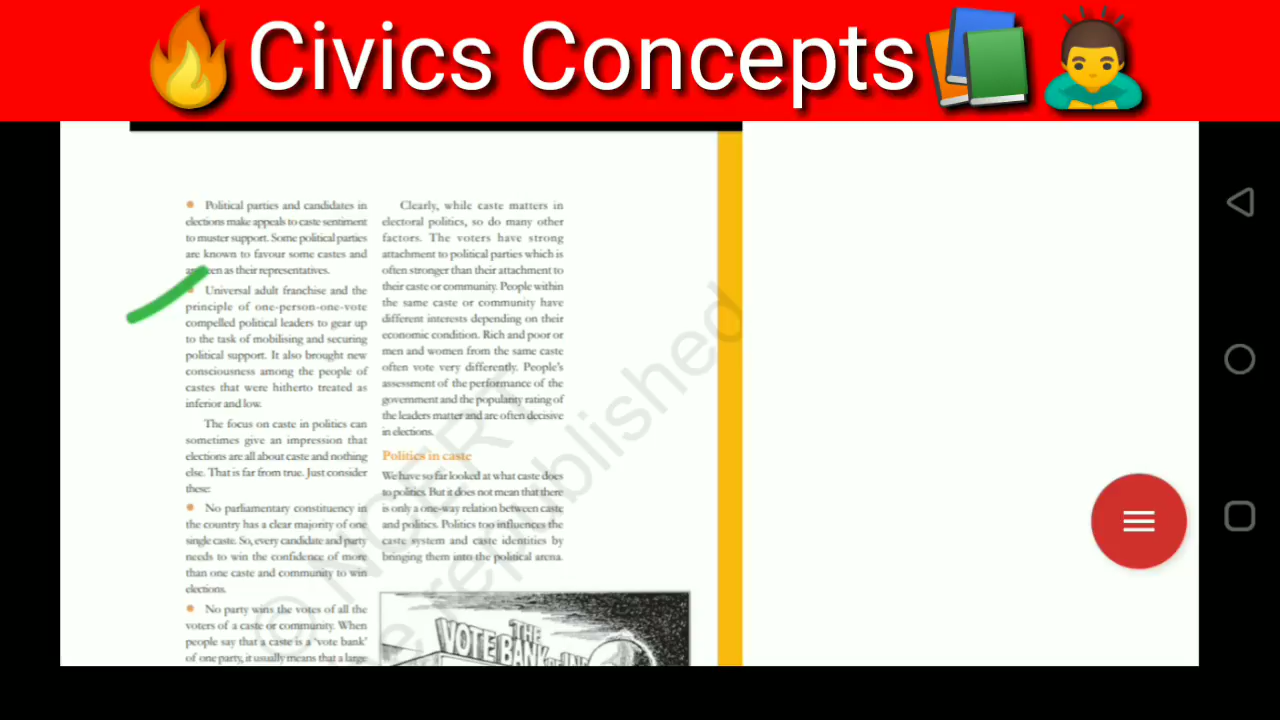 Civics Concepts
Political parties and candidates in
elections make appeals to caste sentiment
to muster support. Some political parties
are known to favour some castes and
are seen as their representatives.
Universal adult franchise and the
principle of one-person-one-vote
compelled political leaders to gear up
to the task of mobilising and securing
political support. It also brought new
consciousness among the people of
castes that were hitherto treated as
inferior and low.
The focus on caste in politics can
sometimes give an impression that
elections are all about caste and nothing
else. That is far from true. Just consider
these:
No parliamentary constituency in
the country has a clear majority of one
single caste. So, every candidate and party
needs to win the confidence of more
than one caste and community to win
elections.
No party wins the votes of all the
voters of a caste or community. When
people say that a caste is a ‘vote bank’
of one party, it usually means that a large
Clearly, while caste matters in
electoral politics, so do many other
factors. The voters have strong
attachment to political parties which is
often stronger than their attachment to
their caste or community. People within
the same caste or community have
different interests depending on their
economic condition. Rich and poor or
men and women from the same caste
often vote very differently. People’s
assessment of the performance of the
government and the popularity rating of
the leaders matter and are often decisive
in elections.
Politics in caste
We have so far looked at what caste does
to politics. But it does not mean that there
is only a one-way relation between caste
and politics. Politics too influences the
caste system and caste identities by
bringing them into the political arena.
THE
VOTE BANK OF
© NCERT
be republished